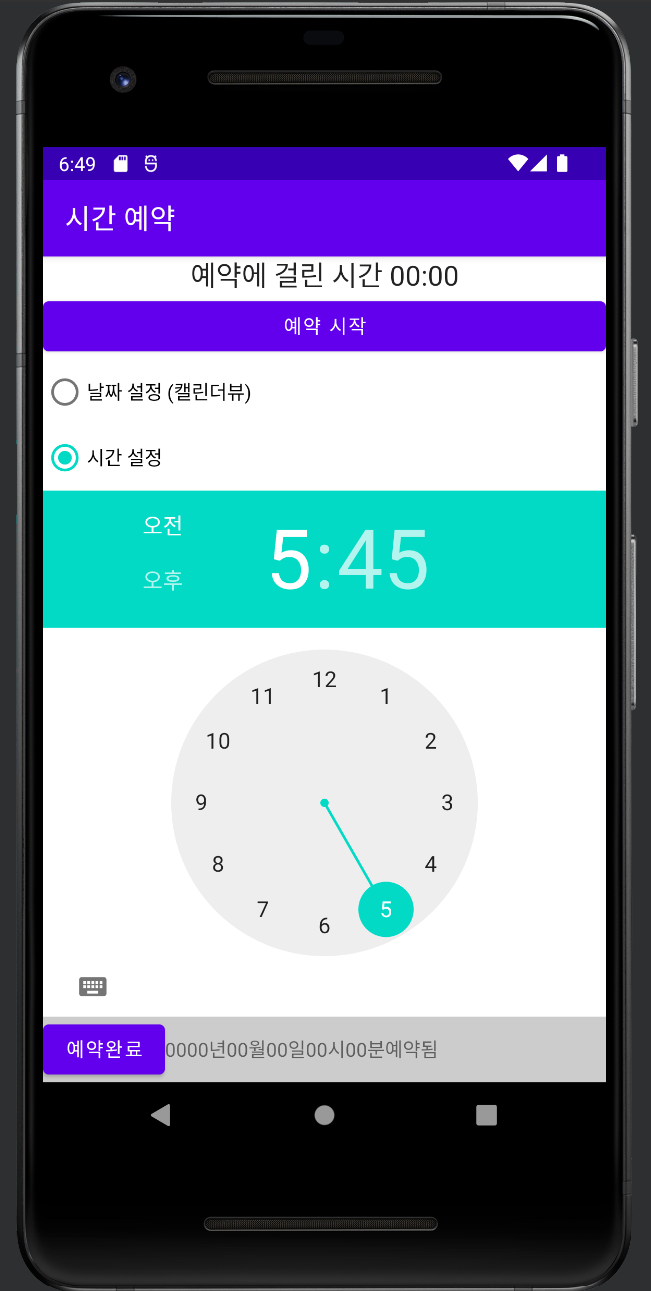 6:49
시간 예약
예약에 걸린 시간 00:00
예약 시작
날짜 설정 (캘린더뷰)
시간 설정
오전
5:45
오후
12
11 1
10 2
9 3
8 4
7 5
6
예약완료 0000년00월00일00시00분예약됨